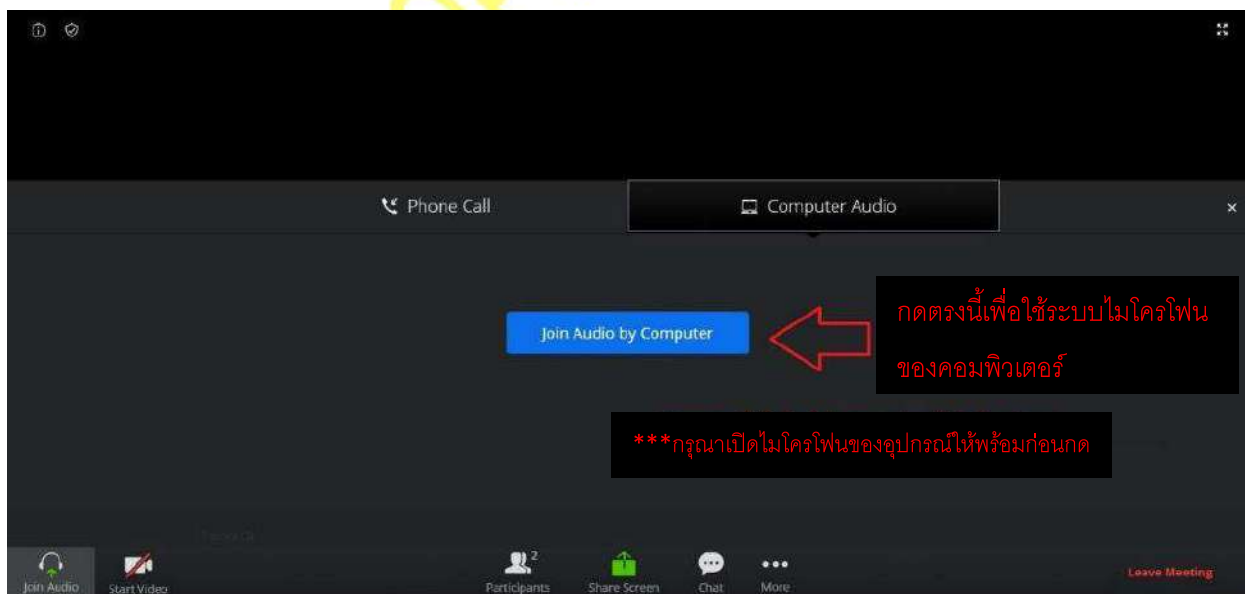 Phone Call
Computer Audio
Join Audio by Computer
กดตรงนี้เพื่อใช้ระบบไมโครโฟน
ของคอมพิวเตอร์
***กรุณาเปิดไมโครโฟนของอุปกรณ์ให้พร้อมก่อนกด
Join Audio
Start Video
Participants
2
Share Screen
Chat
More
Leave Meeting